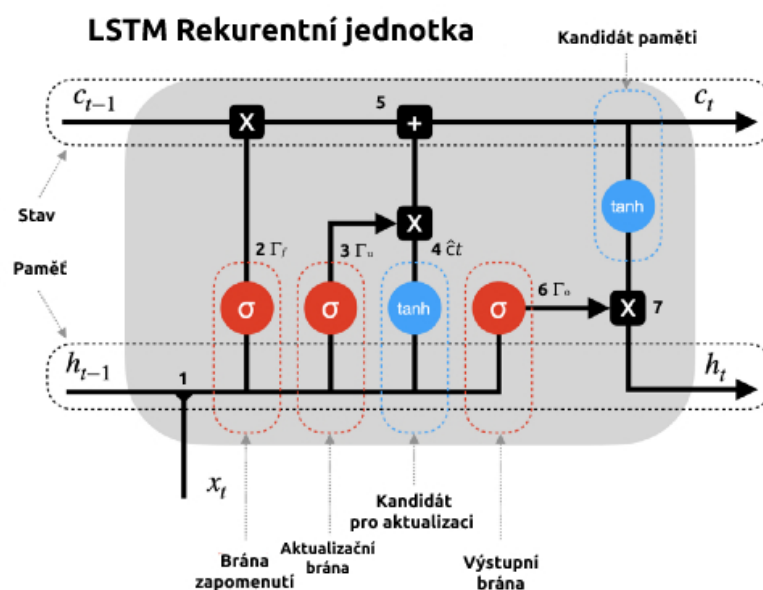 LSTM Rekurentní jednotka
Kandidát paměti
c_{t-1}
X
5
+
c_t
Stav
Paměť
X
tanh
2 Γ_f
3 Γ_u
4 ĉt
σ
σ
tanh
σ
6 Γ_o
X
7
h_{t-1}
1
h_t
x_t
Brána
zapomenutí
Aktualizační
brána
Kandidát
pro aktualizaci
Výstupní
brána